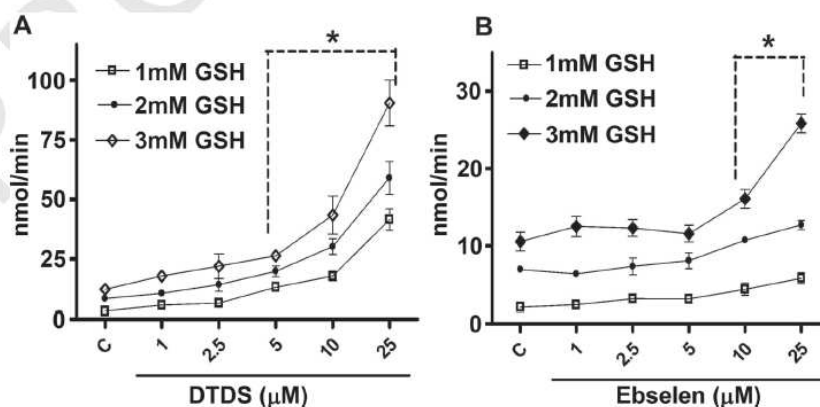 A
*
1mM GSH
2mM GSH
3mM GSH
nmol/min
100
75
50
25
0
C
1
2.5
5
10
25
DTDS (μM)
B
*
1mM GSH
2mM GSH
3mM GSH
nmol/min
30
20
10
0
C
1
2.5
5
10
25
Ebselen (μM)